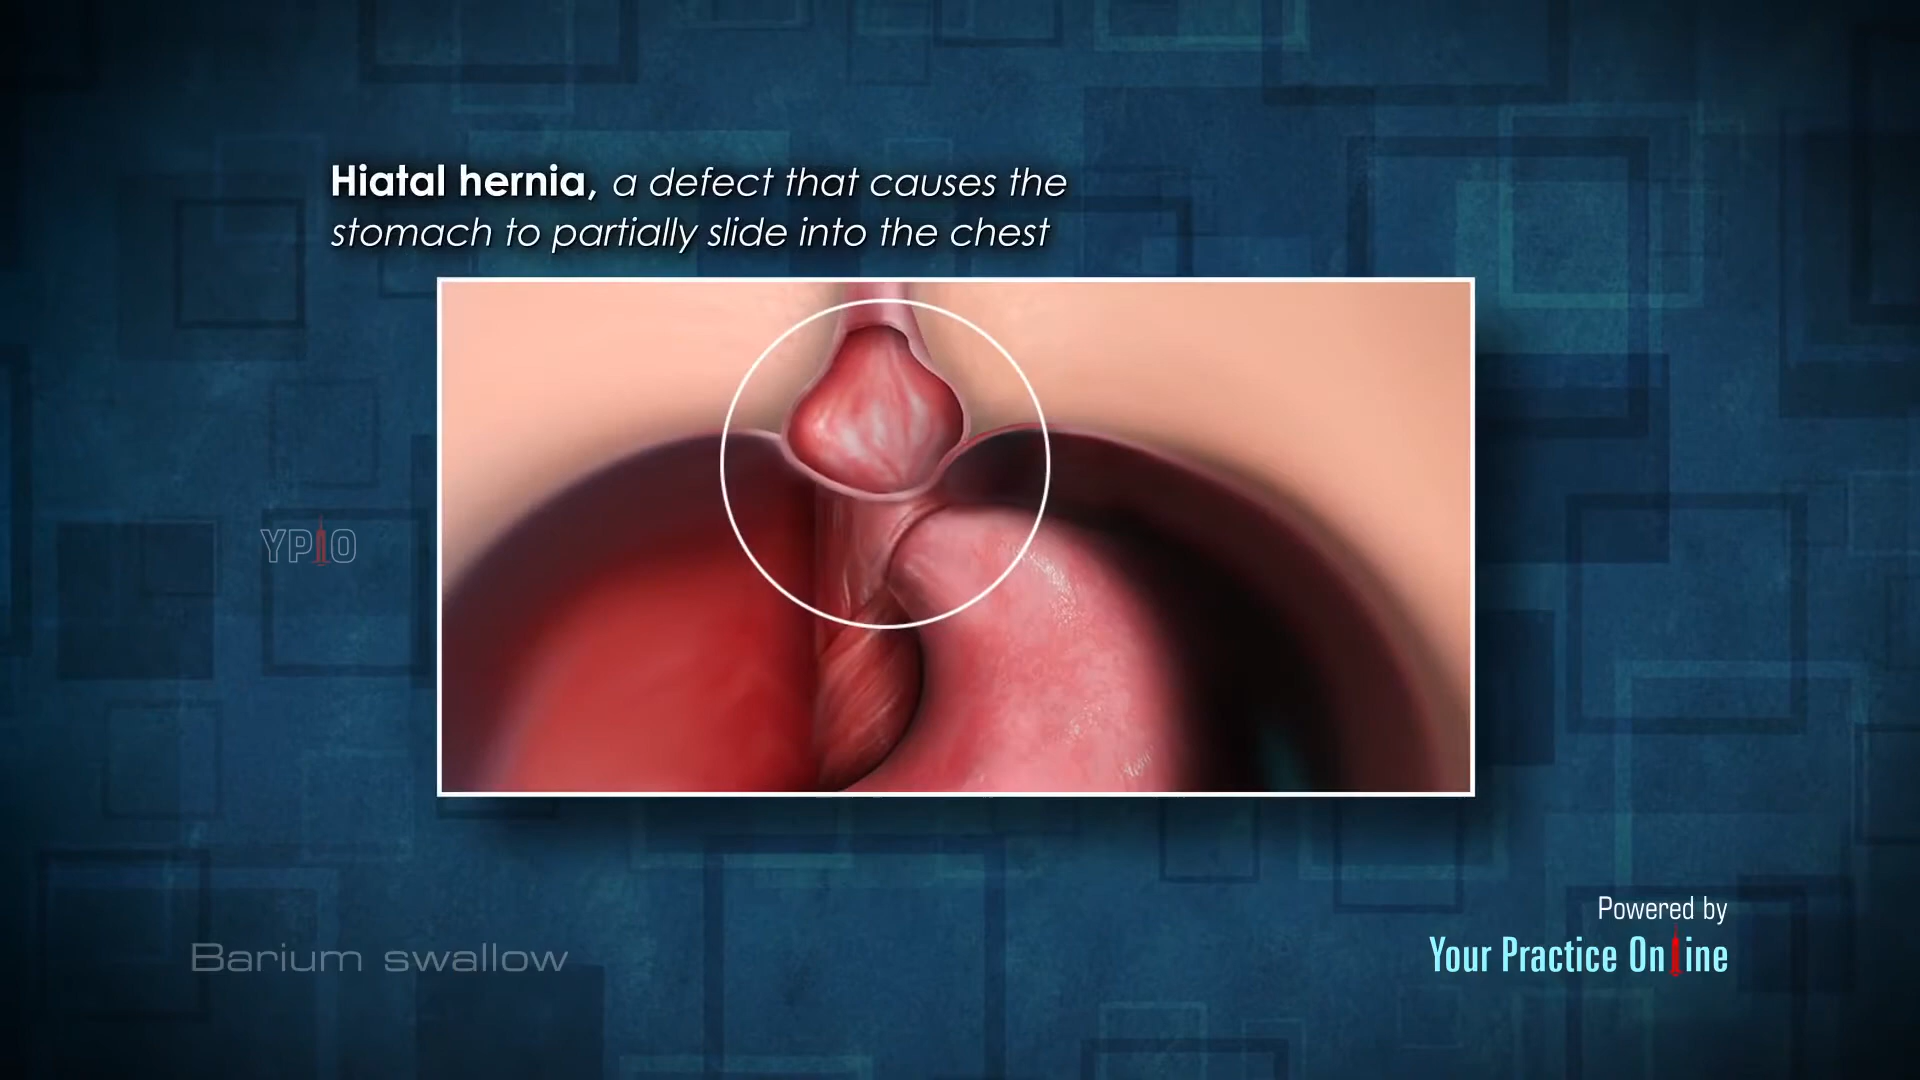 Hiatal hernia, a defect that causes the
stomach to partially slide into the chest
YPIO
Barium swallow
Powered by
Your Practice Online